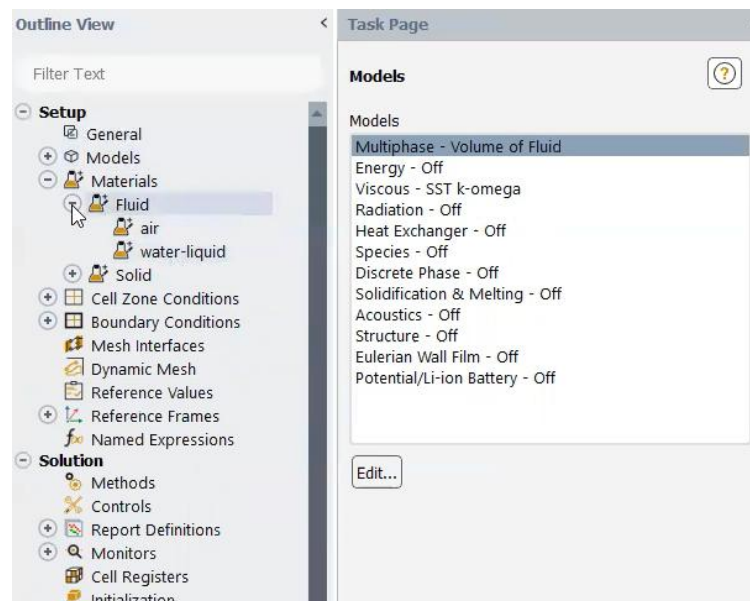 Outline View
<
Filter Text
Setup
General
Models
Materials
Fluid
air
water-liquid
Solid
Cell Zone Conditions
Boundary Conditions
Mesh Interfaces
Dynamic Mesh
Reference Values
Reference Frames
Named Expressions
Solution
Methods
Controls
Report Definitions
Monitors
Cell Registers
Initialization
Task Page
Models
?
Models
Multiphase - Volume of Fluid
Energy - Off
Viscous - SST k-omega
Radiation - Off
Heat Exchanger - Off
Species - Off
Discrete Phase - Off
Solidification & Melting - Off
Acoustics - Off
Structure - Off
Eulerian Wall Film - Off
Potential/Li-ion Battery - Off
Edit...